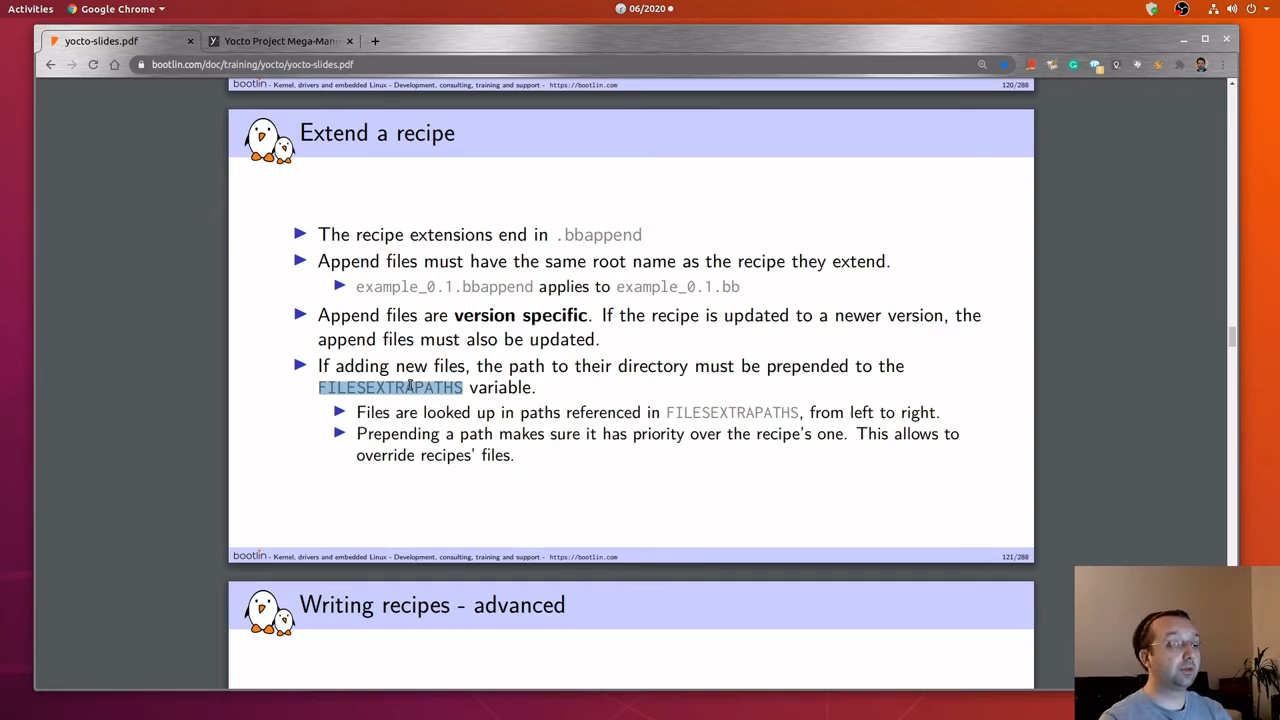 Activities
Google Chrome
06/2020
yocto-slides.pdf
Yocto Project Mega-Man
bootlin.com/doc/training/yocto/yocto-slides.pdf
bootlin - Kernel, drivers and embedded Linux - Development, consulting, training and support - https://bootlin.com
120/288
Extend a recipe
The recipe extensions end in .bbappend
Append files must have the same root name as the recipe they extend.
example_0.1.bbappend applies to example_0.1.bb
Append files are version specific. If the recipe is updated to a newer version, the
append files must also be updated.
If adding new files, the path to their directory must be prepended to the
FILESEXTRAPATHS variable.
Files are looked up in paths referenced in FILESEXTRAPATHS, from left to right.
Prepending a path makes sure it has priority over the recipe's one. This allows to
override recipes' files.
bootlin - Kernel, drivers and embedded Linux - Development, consulting, training and support - https://bootlin.com
121/288
Writing recipes - advanced